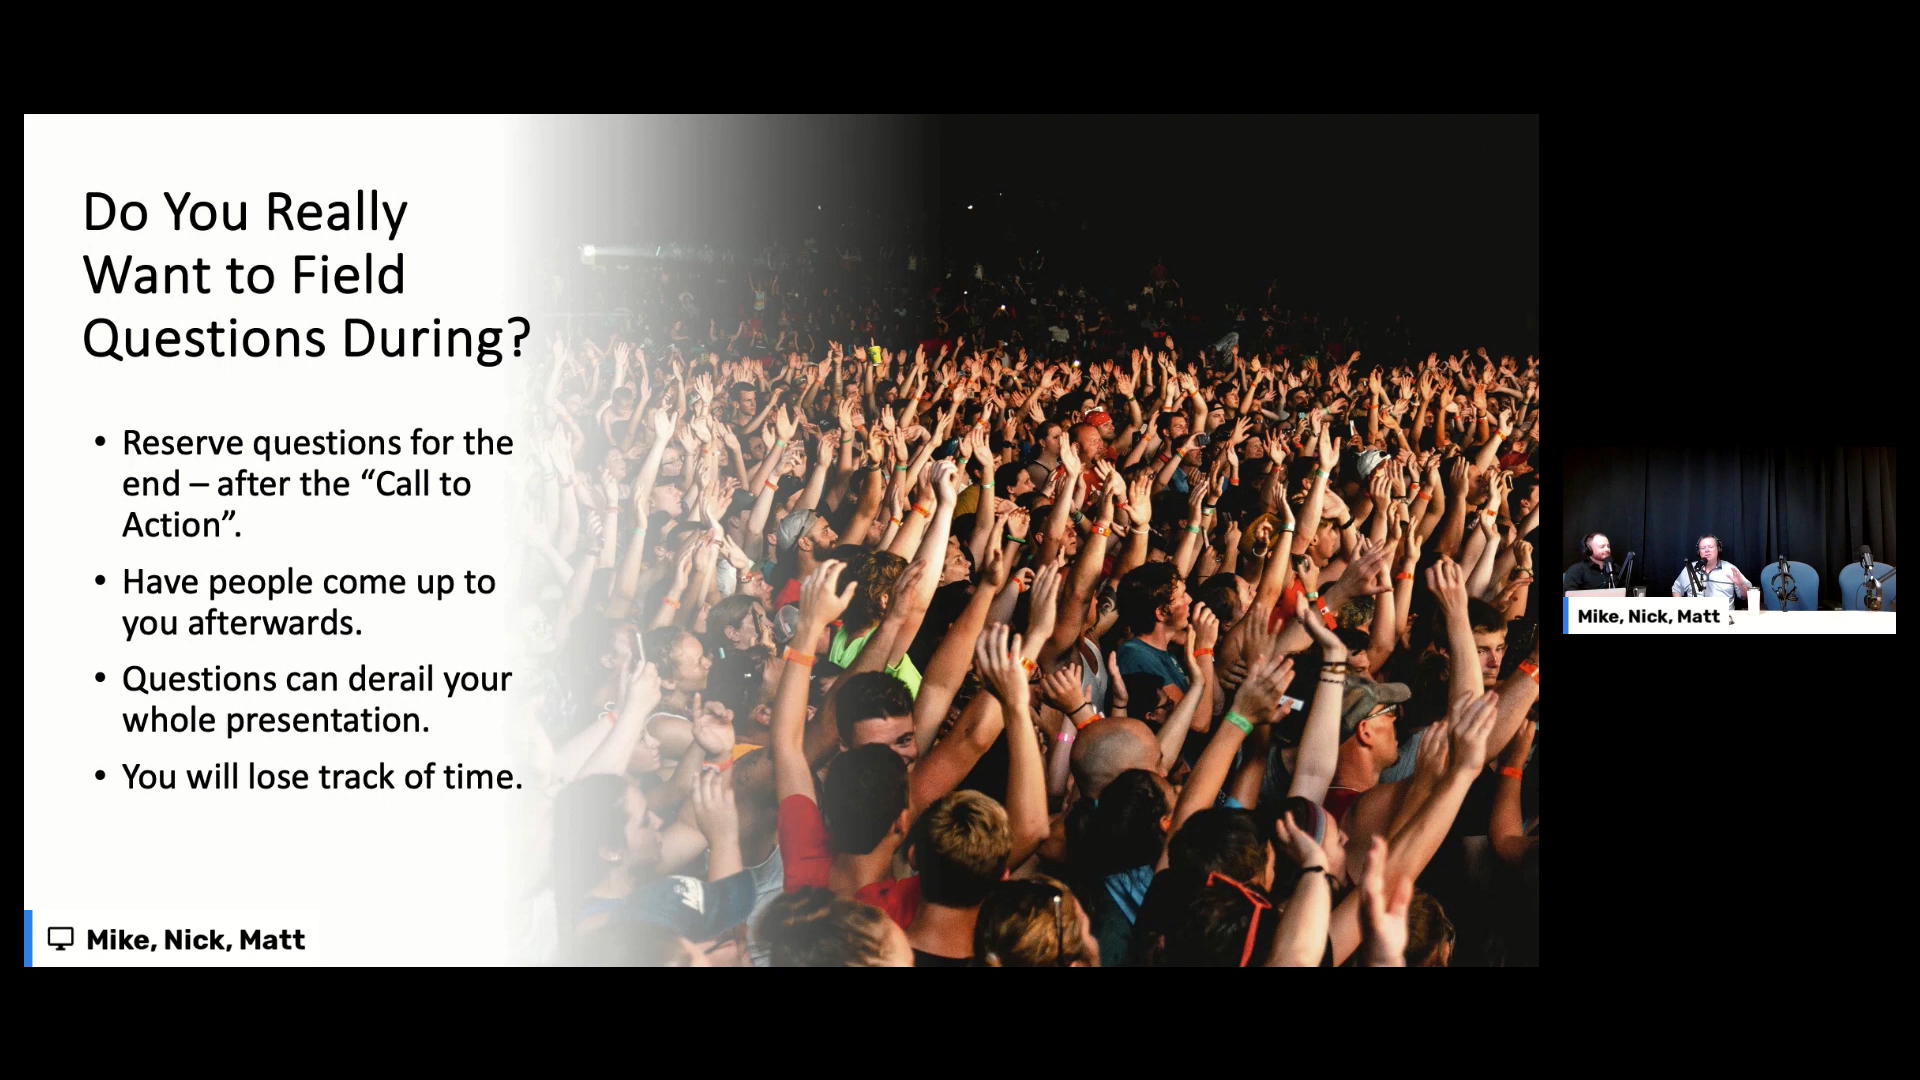 Do You Really
Want to Field
Questions During?
• Reserve questions for the
end – after the “Call to
Action”.
• Have people come up to
you afterwards.
• Questions can derail your
whole presentation.
• You will lose track of time.
Mike, Nick, Matt
Mike, Nick, Matt